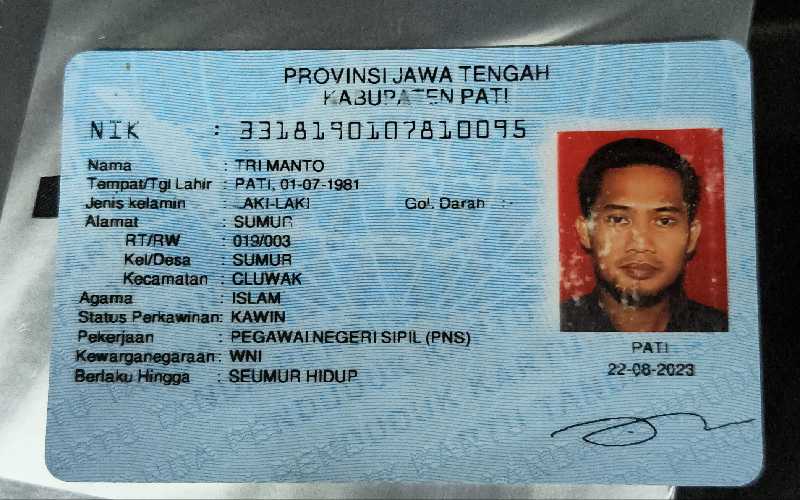 PROVINSI JAWA TENGAH
KABUPATEN PATI
NIK : 3318190107810095
Nama : TRI MANTO
Tempat/Tgl Lahir : PATI, 01-07-1981
Jenis kelamin : LAKI-LAKI Gol. Darah : -
Alamat : SUMUR
RT/RW : 019/003
Kel/Desa : SUMUR
Kecamatan : CLUWAK
Agama : ISLAM
Status Perkawinan: KAWIN
Pekerjaan : PEGAWAI NEGERI SIPIL (PNS)
Kewarganegaraan: WNI
Berlaku Hingga : SEUMUR HIDUP
PATI
22-08-2023